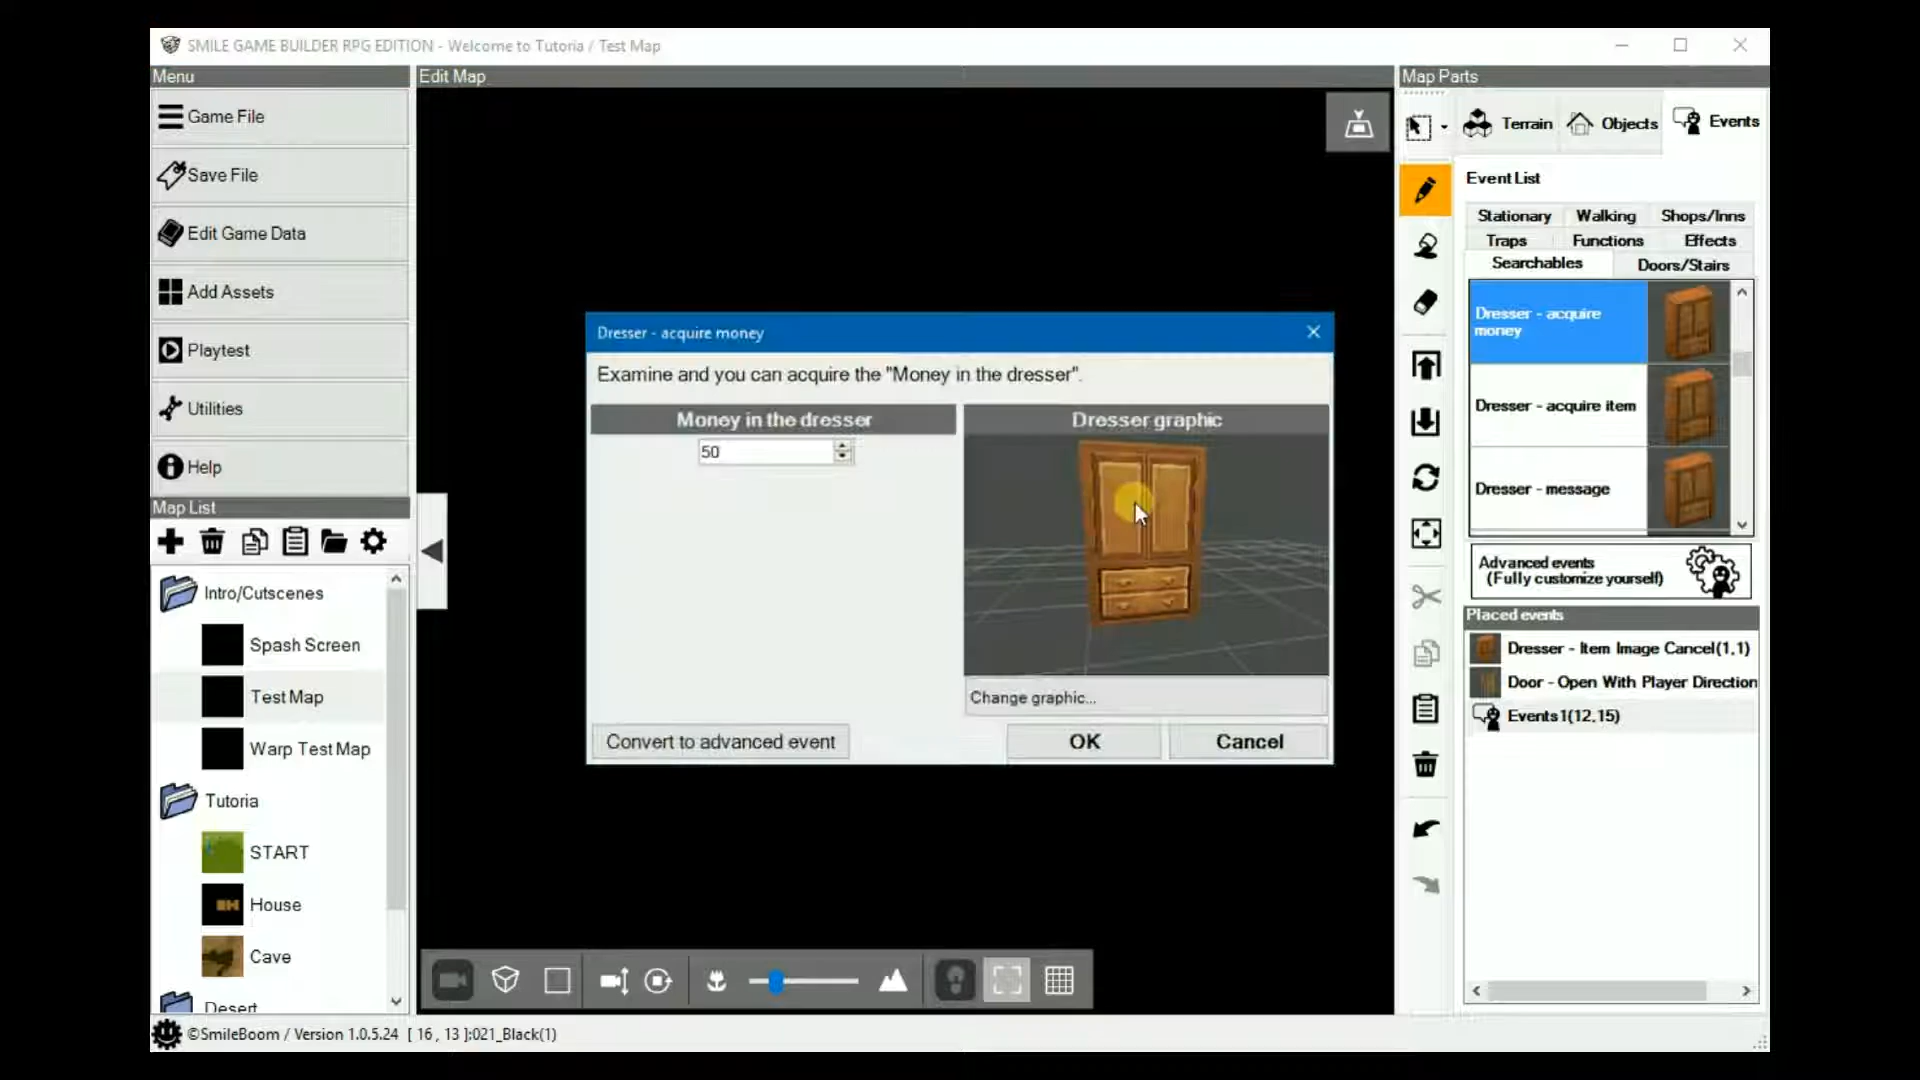 SMILE GAME BUILDER RPG EDITION - Welcome to Tutoria / Test Map
Menu
Game File
Save File
Edit Game Data
Add Assets
Playtest
Utilities
Help
Map List
Intro/Cutscenes
Spash Screen
Test Map
Warp Test Map
Tutoria
START
House
Cave
Desert
Edit Map
Dresser - acquire money
Examine and you can acquire the "Money in the dresser".
Money in the dresser
50
Dresser graphic
Change graphic...
Convert to advanced event
OK
Cancel
Map Parts
Terrain
Objects
Events
Event List
Stationary
Walking
Shops/Inns
Traps
Functions
Effects
Searchables
Doors/Stairs
Dresser - acquire
money
Dresser - acquire item
Dresser - message
Advanced events
(Fully customize yourself)
Placed events
Dresser - Item Image Cancel(1,1)
Door - Open With Player Direction
Events1(12,15)
©SmileBoom / Version 1.0.5.24 [ 16 , 13 ]:021_Black(1)